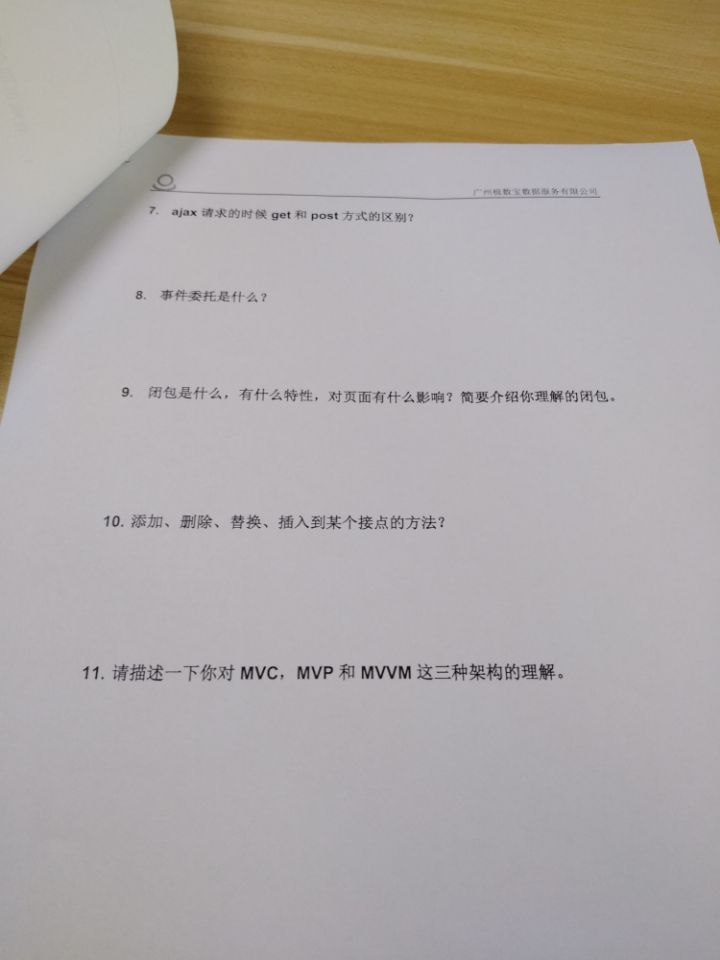 广州极数宝数据服务有限公司
7. ajax 请求的时候 get 和 post 方式的区别?
8. 事件委托是什么?
9. 闭包是什么，有什么特性，对页面有什么影响? 简要介绍你理解的闭包。
10. 添加、删除、替换、插入到某个接点的方法?
11. 请描述一下你对 MVC，MVP 和 MVVM 这三种架构的理解。